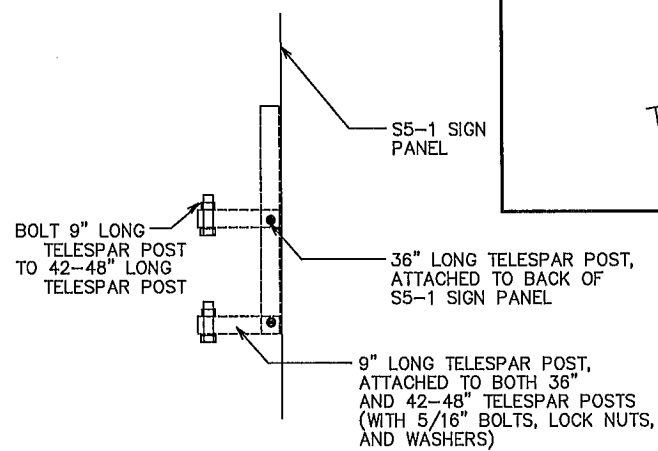 S5-1 SIGN
PANEL
BOLT 9" LONG
TELESPAR POST
TO 42-48" LONG
TELESPAR POST
36" LONG TELESPAR POST,
ATTACHED TO BACK OF
S5-1 SIGN PANEL
9" LONG TELESPAR POST,
ATTACHED TO BOTH 36"
AND 42-48" TELESPAR POSTS
(WITH 5/16" BOLTS, LOCK NUTS,
AND WASHERS)